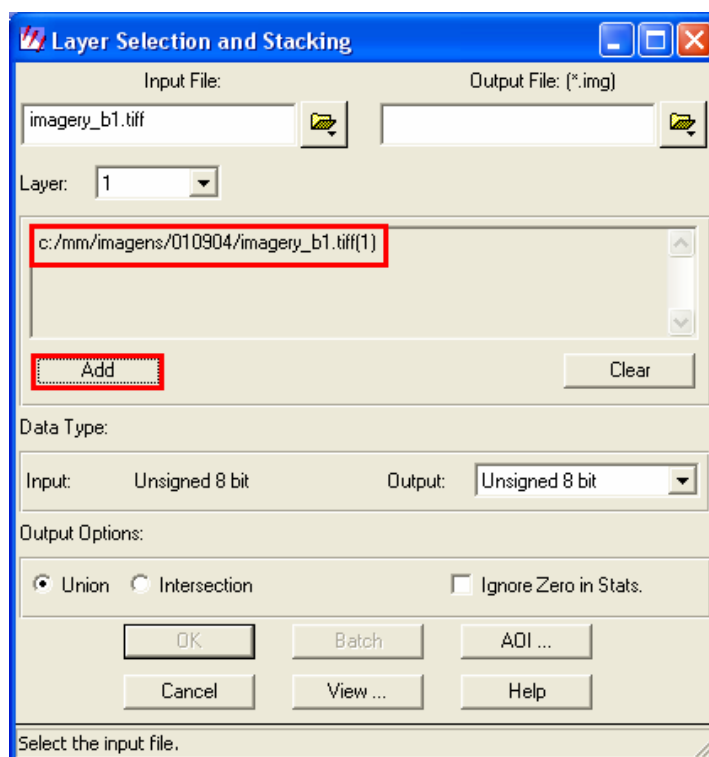 Layer Selection and Stacking
Input File: Output File: (*.img)
imagery_b1.tiff
Layer: 1
c:/mm/imagens/010904/imagery_b1.tiff(1)
Add Clear
Data Type:
Input: Unsigned 8 bit Output: Unsigned 8 bit
Output Options:
Union Intersection Ignore Zero in Stats.
OK Batch AOI ...
Cancel View ... Help
Select the input file.